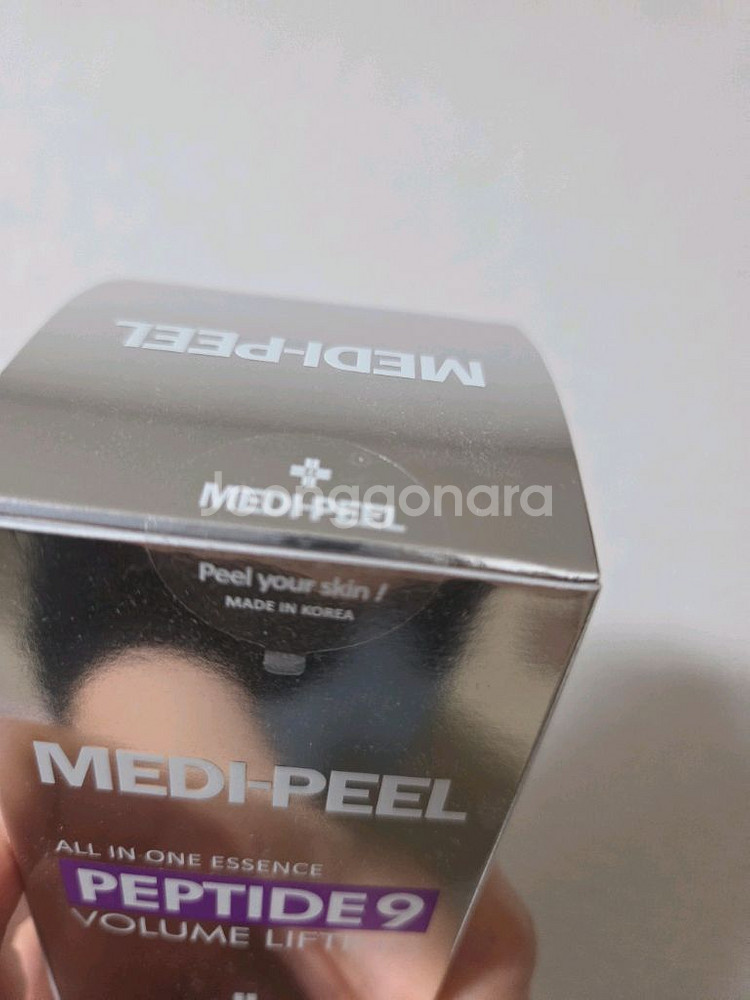 MEDI-PEEL
MEDI-PEEL
Joonggonara
Peel your skin !
MADE IN KOREA
MEDI-PEEL
ALL IN ONE ESSENCE
PEPTIDE 9
VOLUME